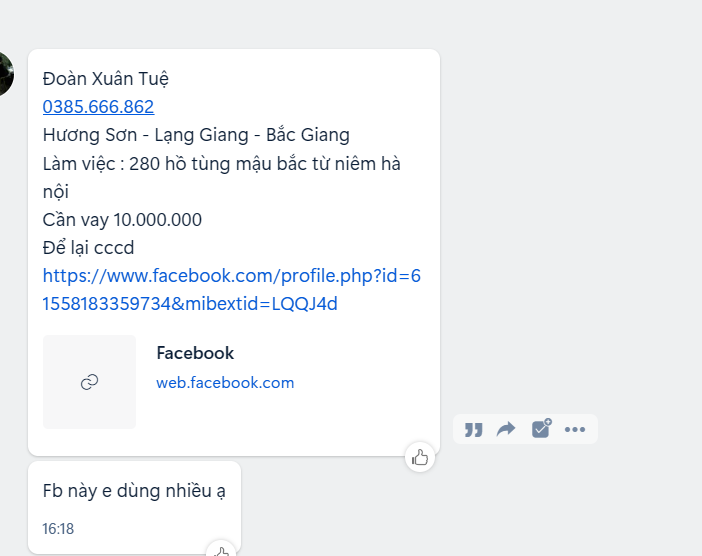 Đoàn Xuân Tuệ
0385.666.862
Hương Sơn - Lạng Giang - Bắc Giang
Làm việc : 280 hồ tùng mậu bắc từ niêm hà
nội
Cần vay 10.000.000
Để lại cccd
https://www.facebook.com/profile.php?id=6
1558183359734&mibextid=LQQJ4d
Facebook
web.facebook.com
Fb này e dùng nhiều ạ
16:18